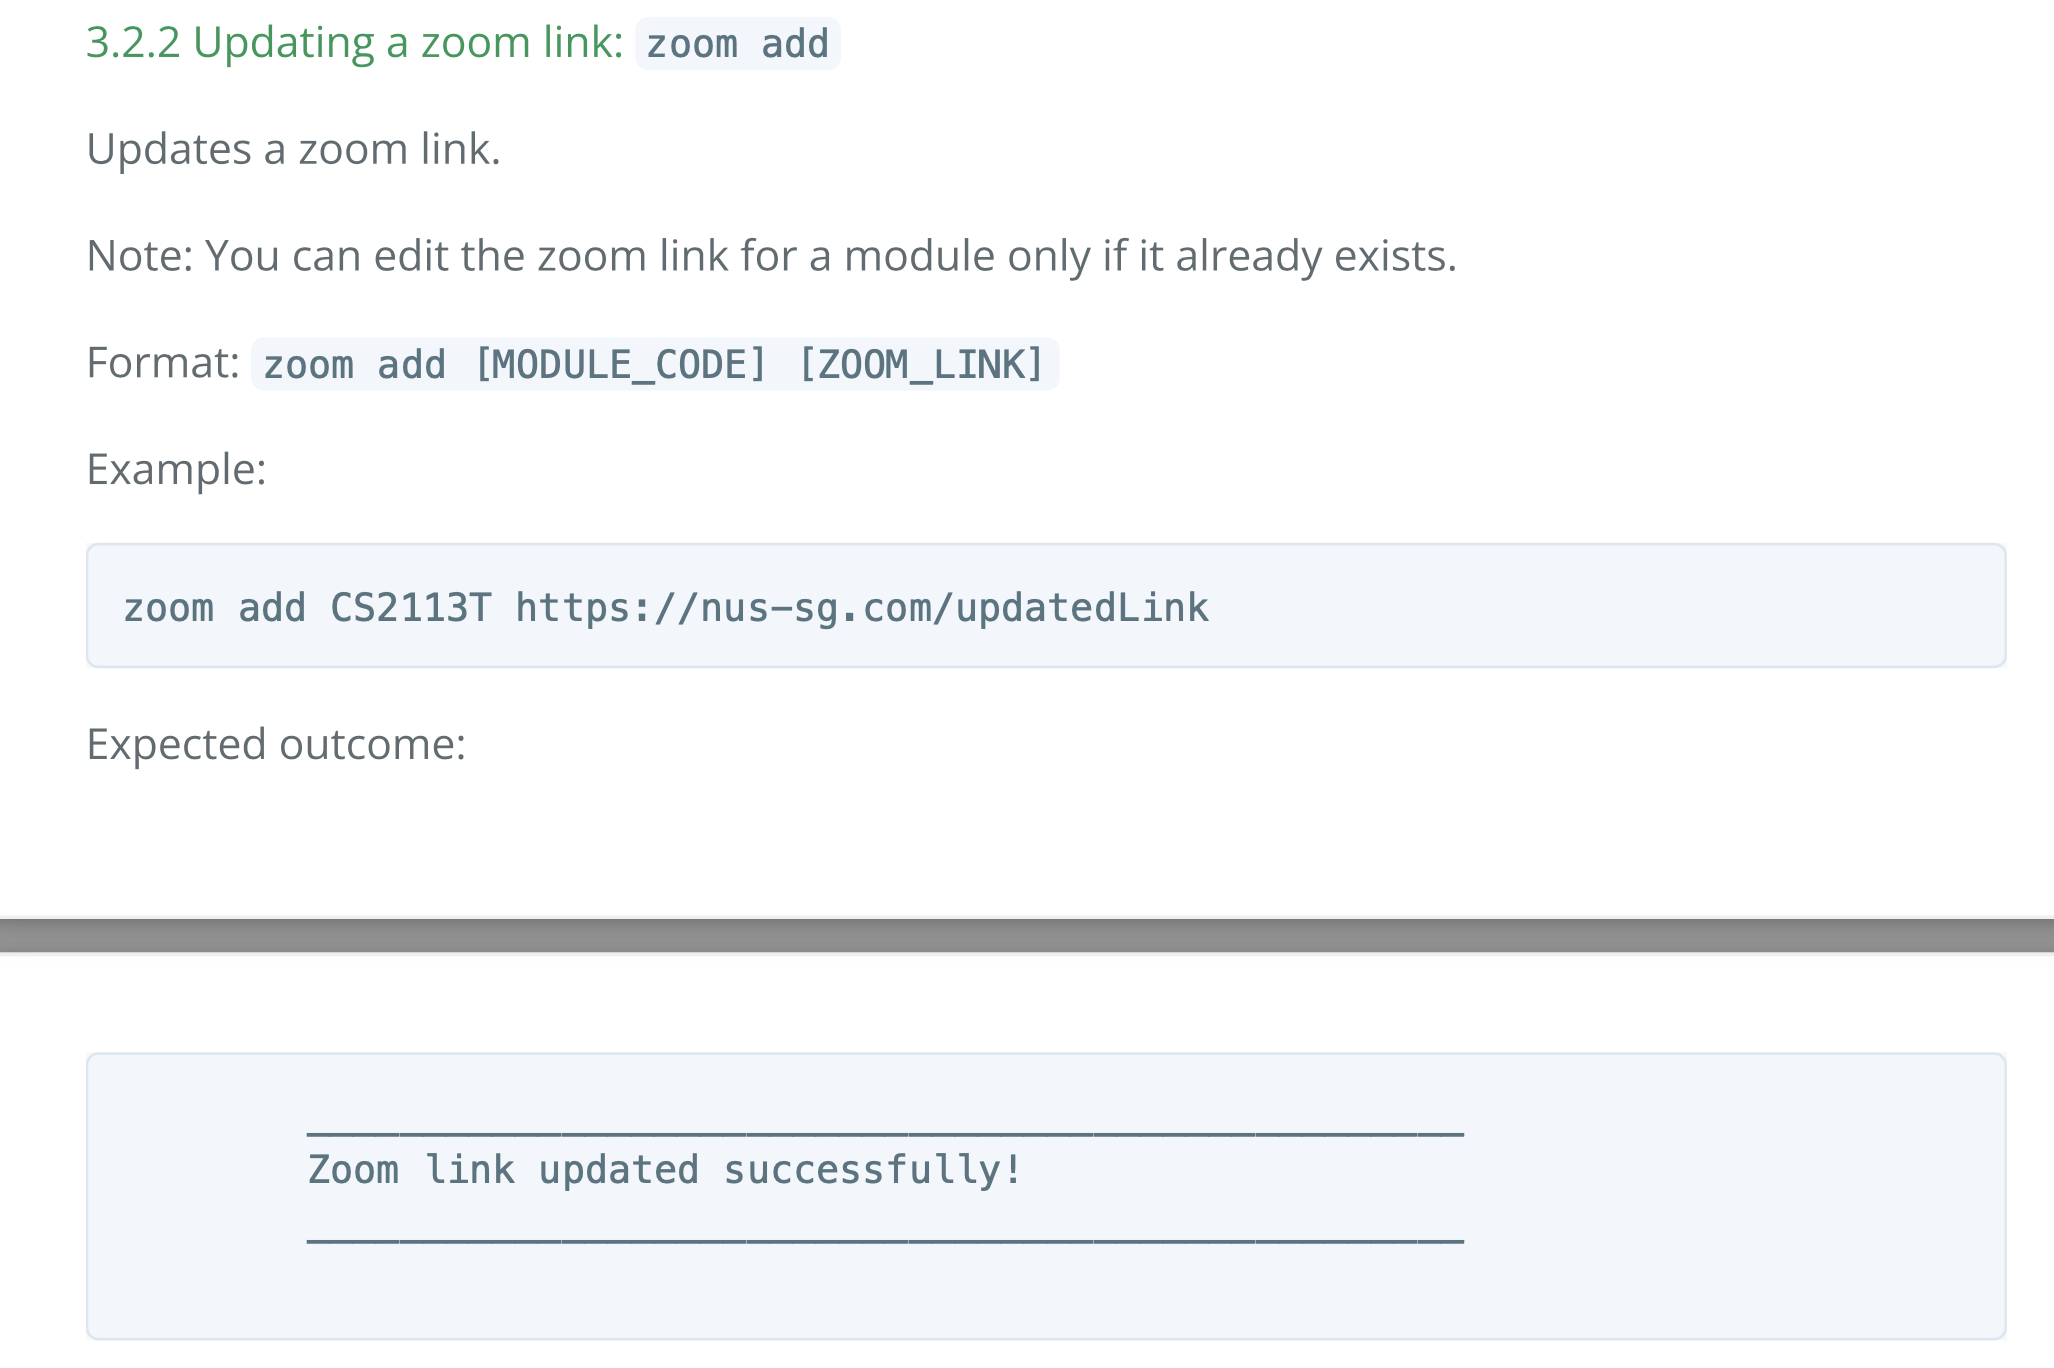 3.2.2 Updating a zoom link: zoom add
Updates a zoom link.
Note: You can edit the zoom link for a module only if it already exists.
Format: zoom add [MODULE_CODE] [ZOOM_LINK]
Example:
zoom add CS2113T https://nus-sg.com/updatedLink
Expected outcome:
__________________________________________________
Zoom link updated successfully!
__________________________________________________